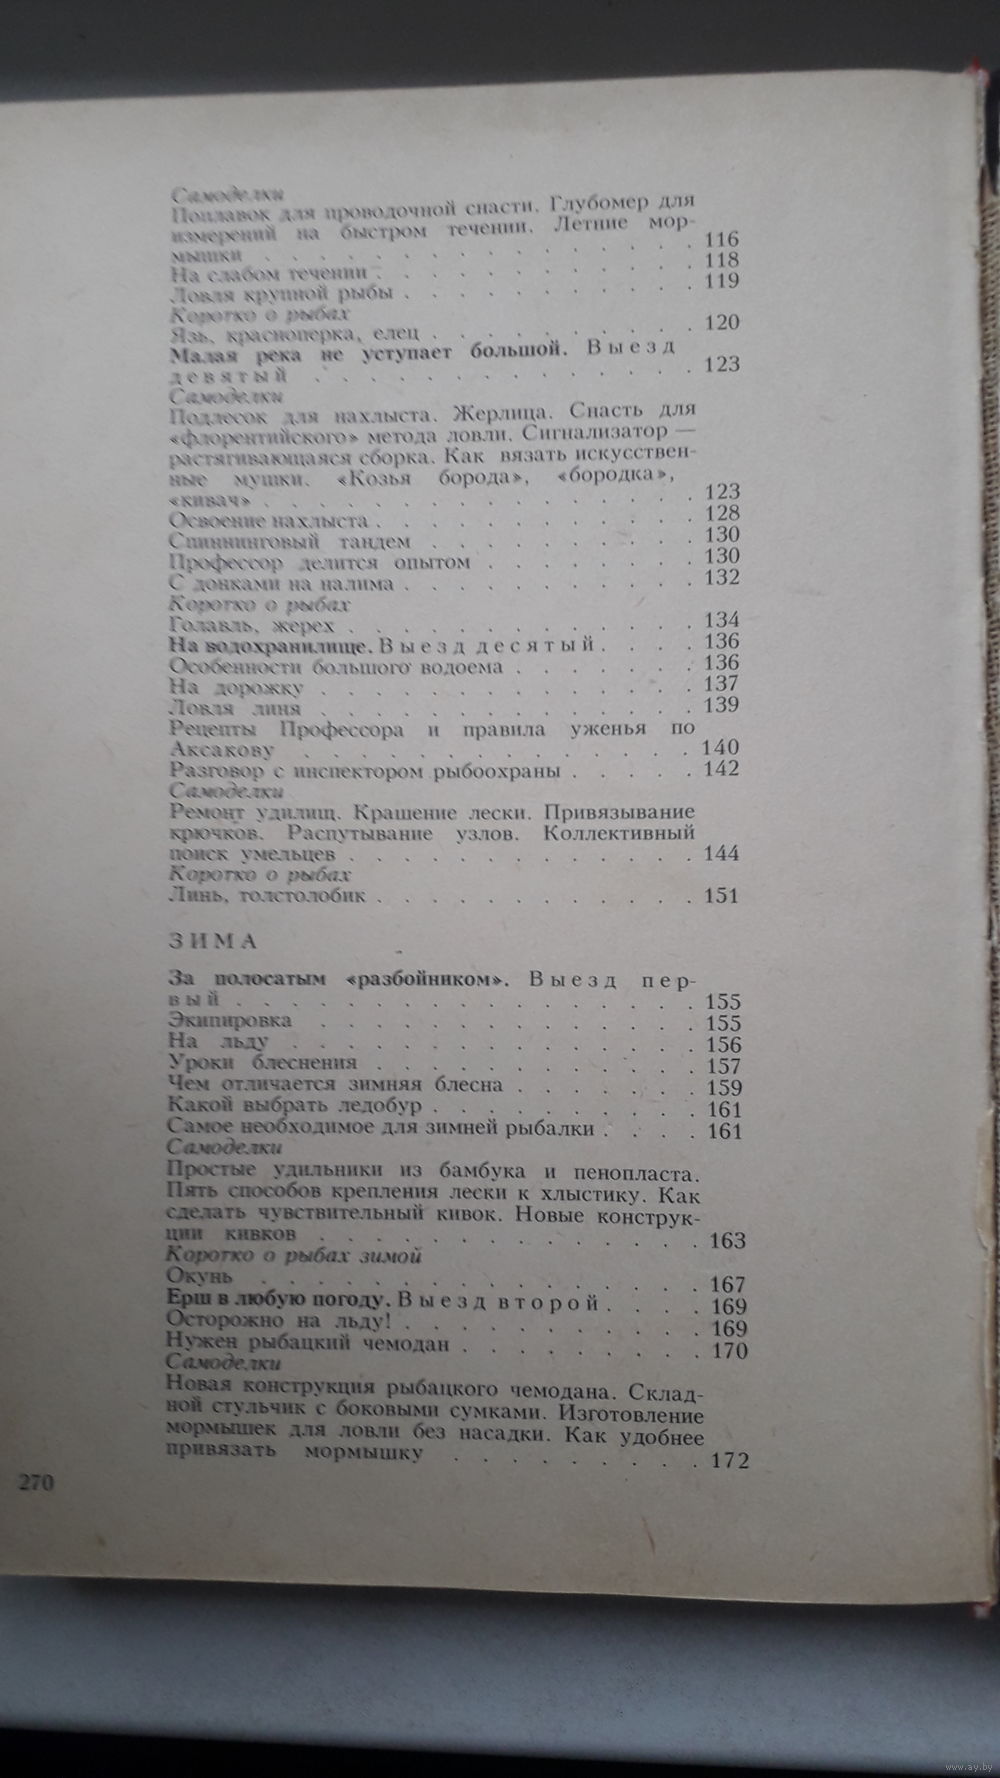 Самоделки
Поплавок для проводочной снасти. Глубомер для
измерений на быстром течении. Летние мор-
мышки . . . . . . . . . . . . . . . . 116
На слабом течении . . . . . . . . . . . . 118
Ловля крупной рыбы . . . . . . . . . . . 119
Коротко о рыбах
Язь, красноперка, елец . . . . . . . . . . 120
Малая река не уступает большой. Выезд
девятый . . . . . . . . . . . . . . 123
Самоделки
Подлесок для нахлыста. Жерлица. Снасть для
«флорентийского» метода ловли. Сигнализатор —
растягивающаяся сборка. Как вязать искусствен-
ные мушки. «Козья борода», «бородка»,
«кивач» . . . . . . . . . . . . . . . . 123
Освоение нахлыста . . . . . . . . . . . . 128
Спиннинговый тандем . . . . . . . . . . 130
Профессор делится опытом . . . . . . . . 130
С донками на налима . . . . . . . . . . . 132
Коротко о рыбах
Голавль, жерех . . . . . . . . . . . . . 134
На водохранилище. Выезд десятый . . . . 136
Особенности большого водоема . . . . . . . 136
На дорожку . . . . . . . . . . . . . . 137
Ловля линя . . . . . . . . . . . . . . 139
Рецепты Профессора и правила уженья по
Аксакову . . . . . . . . . . . . . . 140
Разговор с инспектором рыбоохраны . . . . . 142
Самоделки
Ремонт удилищ. Крашение лески. Привязывание
крючков. Распутывание узлов. Коллективный
поиск умельцев . . . . . . . . . . . . . 144
Коротко о рыбах
Линь, толстолобик . . . . . . . . . . . . 151
ЗИМА
За полосатым «разбойником». Выезд пер-
вый . . . . . . . . . . . . . . . . . 155
Экипировка . . . . . . . . . . . . . . 155
На льду . . . . . . . . . . . . . . . 156
Уроки блеснения . . . . . . . . . . . . 157
Чем отличается зимняя блесна . . . . . . . 159
Какой выбрать ледобур . . . . . . . . . . 161
Самое необходимое для зимней рыбалки . . . . 161
Самоделки
Простые удильники из бамбука и пенопласта.
Пять способов крепления лески к хлыстику. Как
сделать чувствительный кивок. Новые конструк-
ции кивков . . . . . . . . . . . . . . 163
Коротко о рыбах зимой
Окунь . . . . . . . . . . . . . . . . 167
Ерш в любую погоду. Выезд второй . . . . 169
Осторожно на льду! . . . . . . . . . . . 169
Нужен рыбацкий чемодан . . . . . . . . . 170
Самоделки
Новая конструкция рыбацкого чемодана. Склад-
ной стульчик с боковыми сумками. Изготовление
мормышек для ловли без насадки. Как удобнее
привязать мормышку . . . . . . . . . 172
270
www.ay.by